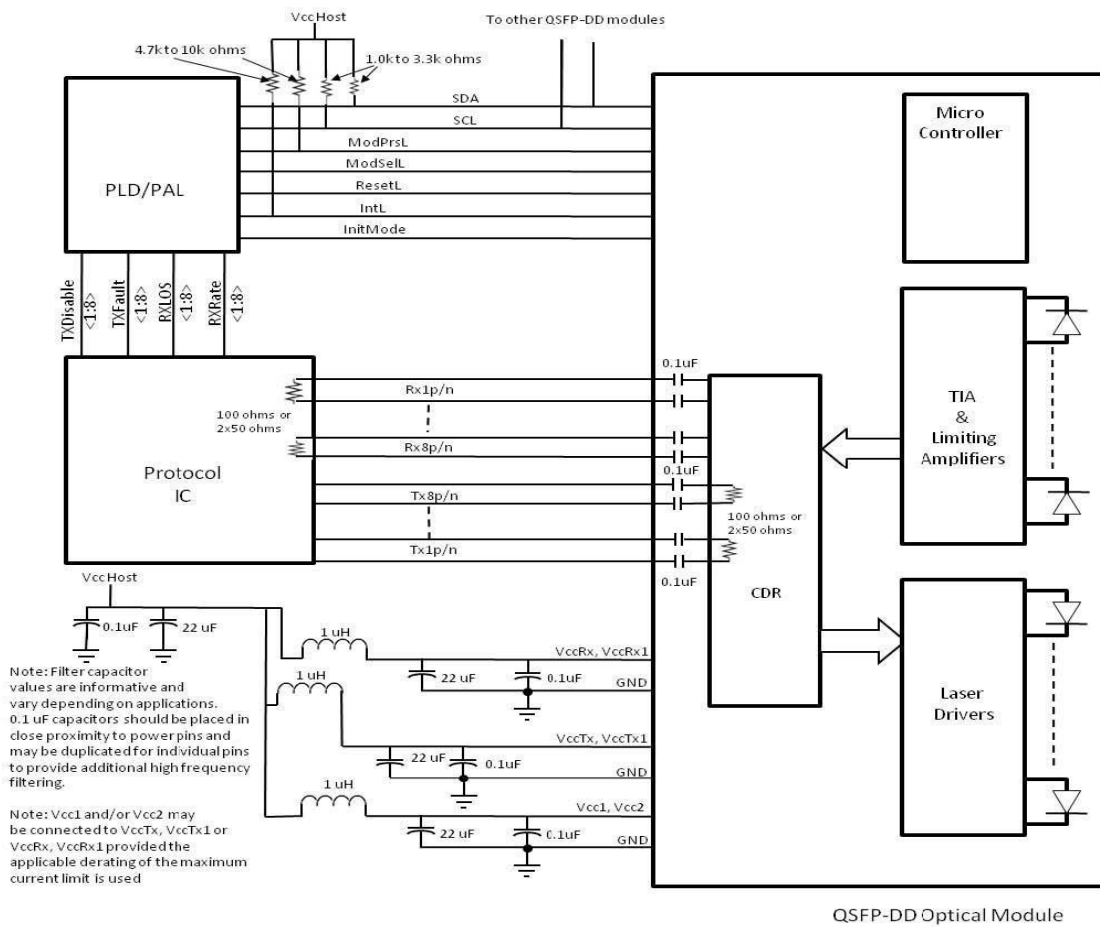 Vcc Host
To other QSFP-DD modules
4.7k to 10k ohms
1.0k to 3.3k ohms
SDA
SCL
ModPrsL
ModSelL
ResetL
IntL
InitMode
PLD/PAL
Micro
Controller
TXDisable
<1:8>
TXFault
<1:8>
RXLOS
<1:8>
RXRate
<1:8>
0.1uF
Rx1p/n
100 ohms or
2x50 ohms
Rx8p/n
Protocol
IC
0.1uF
Tx8p/n
100 ohms or
2x50 ohms
Tx1p/n
0.1uF
CDR
TIA
&
Limiting
Amplifiers
Laser
Drivers
Vcc Host
0.1uF
22 uF
1 uH
VccRx, VccRx1
22 uF
0.1uF
GND
1 uH
VccTx, VccTx1
22 uF
0.1uF
GND
1 uH
Vcc1, Vcc2
22 uF
0.1uF
GND
Note: Filter capacitor
values are informative and
vary depending on applications.
0.1 uF capacitors should be placed in
close proximity to power pins and
may be duplicated for individual pins
to provide additional high frequency
filtering.
Note: Vcc1 and/or Vcc2 may
be connected to VccTx, VccTx1 or
VccRx, VccRx1 provided the
applicable derating of the maximum
current limit is used
QSFP-DD Optical Module